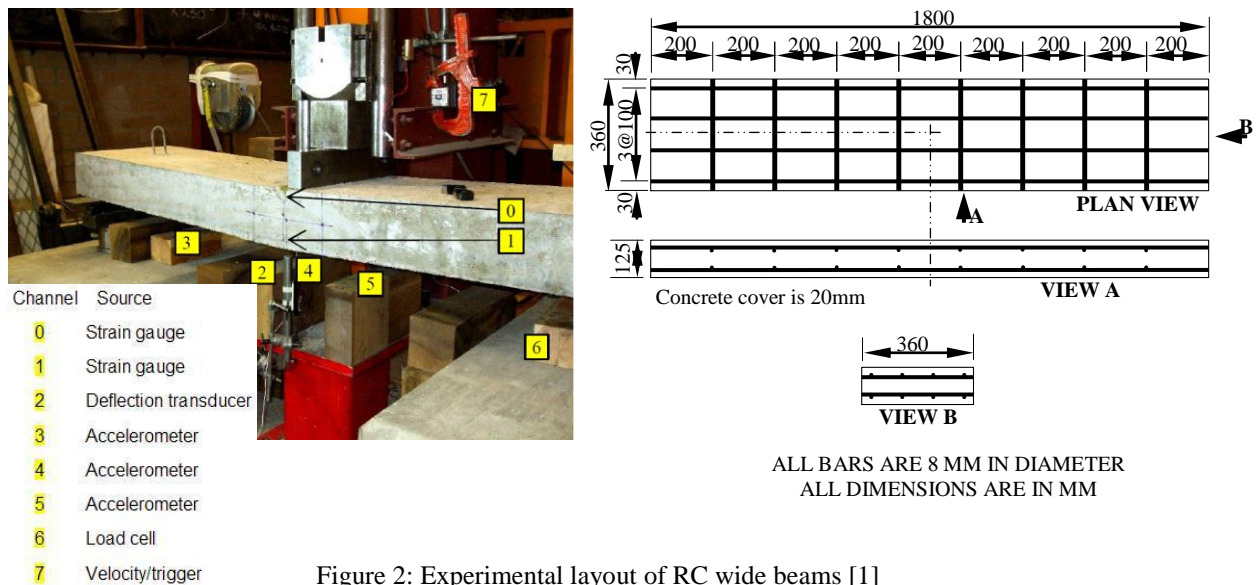 7
0
1
3
2
4
5
6
Channel Source
0 Strain gauge
1 Strain gauge
2 Deflection transducer
3 Accelerometer
4 Accelerometer
5 Accelerometer
6 Load cell
7 Velocity/trigger
1800
200 200 200 200 200 200 200 200 200
30
360
3@100
30
B
A
PLAN VIEW
125
Concrete cover is 20mm
VIEW A
360
VIEW B
ALL BARS ARE 8 MM IN DIAMETER
ALL DIMENSIONS ARE IN MM
Figure 2: Experimental layout of RC wide beams [1]